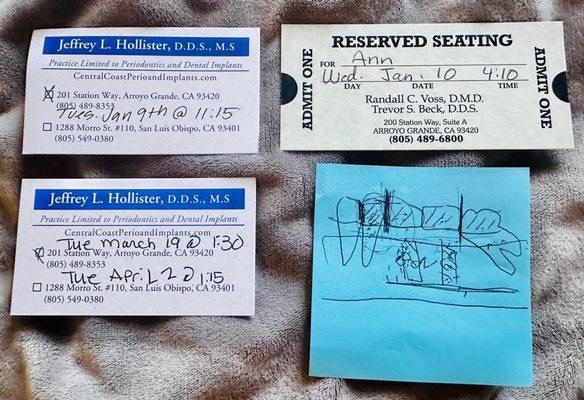 Jeffrey L. Hollister, D.D.S., M.S
Practice Limited to Periodontics and Dental Implants
CentralCoastPerioandImplants.com
201 Station Way, Arroyo Grande, CA 93420
(805) 489-8353
Tues. Jan 9th @ 11:15
1288 Morro St. #110, San Luis Obispo, CA 93401
(805) 549-0380
ADMIT ONE
RESERVED SEATING
FOR Ann
Wed. Jan. 10 4:10
DAY DATE TIME
Randall C. Voss, D.M.D.
Trevor S. Beck, D.D.S.
200 Station Way, Suite A
ARROYO GRANDE, CA 93420
(805) 489-6800
ADMIT ONE
Jeffrey L. Hollister, D.D.S., M.S
Practice Limited to Periodontics and Dental Implants
CentralCoastPerioandImplants.com
Tue march 19 @ 1:30
201 Station Way, Arroyo Grande, CA 93420
(805) 489-8353
Tue April 2 @ 1:15
1288 Morro St. #110, San Luis Obispo, CA 93401
(805) 549-0380